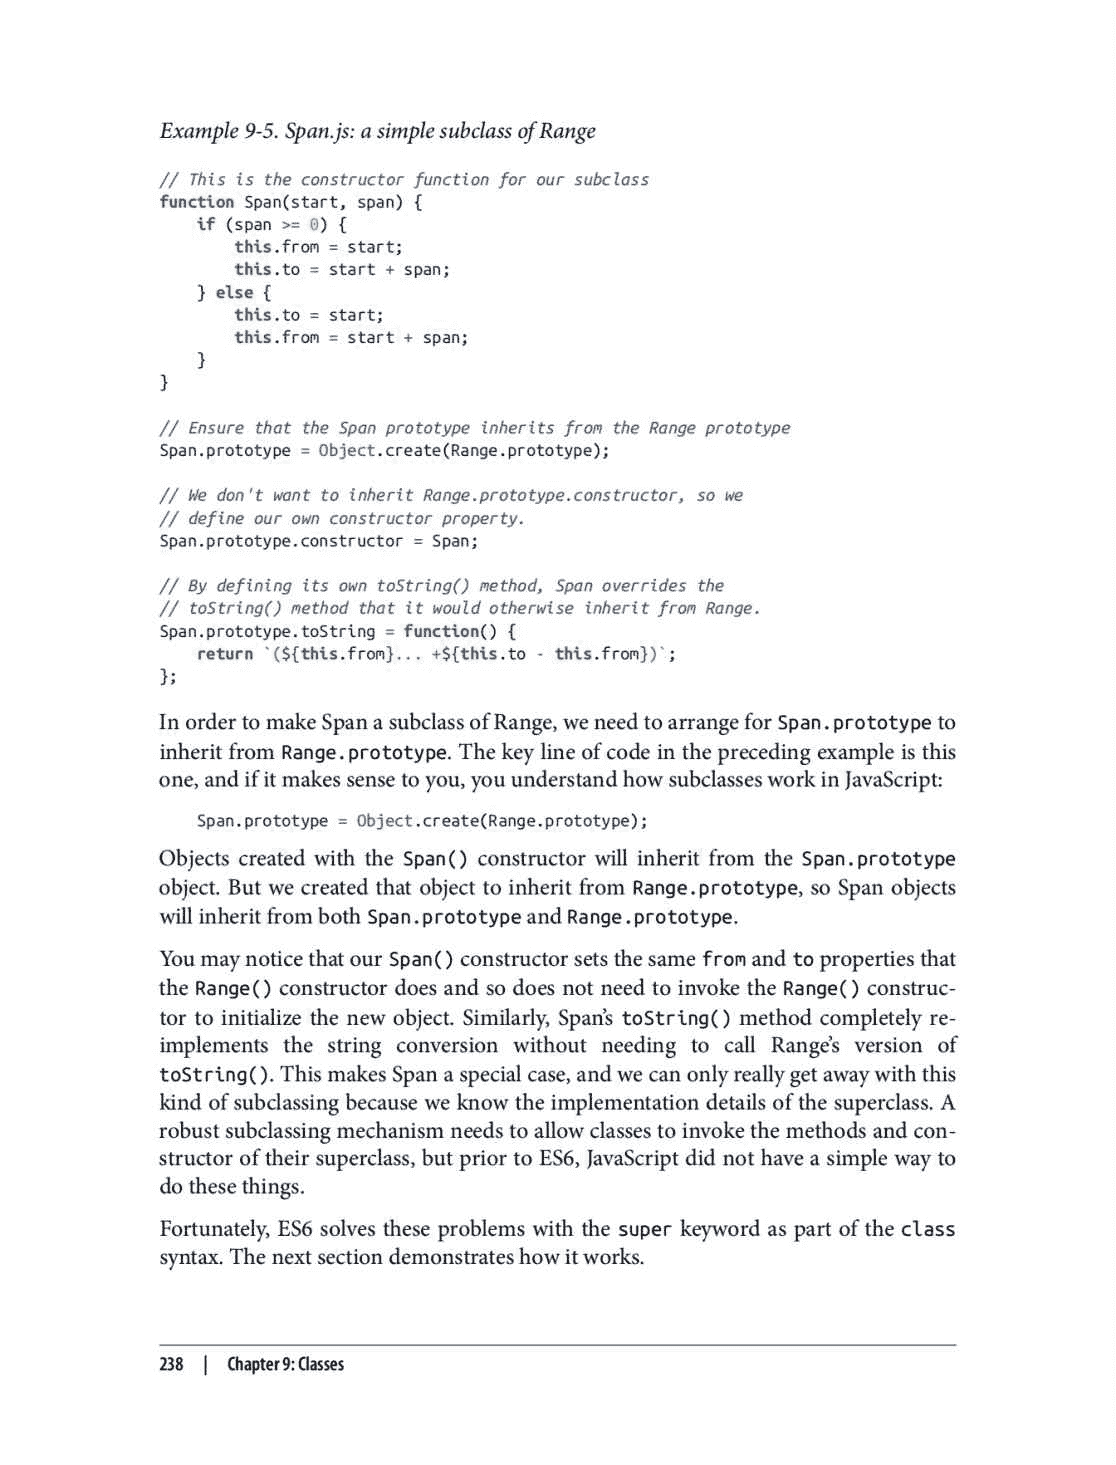 Example 9-5. Span.js: a simple subclass of Range
// This is the constructor function for our subclass
function Span(start, span) {
    if (span >= 0) {
        this.from = start;
        this.to = start + span;
    } else {
        this.to = start;
        this.from = start + span;
    }
}
// Ensure that the Span prototype inherits from the Range prototype
Span.prototype = Object.create(Range.prototype);
// We don't want to inherit Range.prototype.constructor, so we
// define our own constructor property.
Span.prototype.constructor = Span;
// By defining its own toString() method, Span overrides the
// toString() method that it would otherwise inherit from Range.
Span.prototype.toString = function() {
    return `(${this.from}... +${this.to - this.from})`;
};
In order to make Span a subclass of Range, we need to arrange for Span.prototype to
inherit from Range.prototype. The key line of code in the preceding example is this
one, and if it makes sense to you, you understand how subclasses work in JavaScript:
    Span.prototype = Object.create(Range.prototype);
Objects created with the Span() constructor will inherit from the Span.prototype
object. But we created that object to inherit from Range.prototype, so Span objects
will inherit from both Span.prototype and Range.prototype.
You may notice that our Span() constructor sets the same from and to properties that
the Range() constructor does and so does not need to invoke the Range() construc-
tor to initialize the new object. Similarly, Span's toString() method completely re-
implements the string conversion without needing to call Range's version of
toString(). This makes Span a special case, and we can only really get away with this
kind of subclassing because we know the implementation details of the superclass. A
robust subclassing mechanism needs to allow classes to invoke the methods and con-
structor of their superclass, but prior to ES6, JavaScript did not have a simple way to
do these things.
Fortunately, ES6 solves these problems with the super keyword as part of the class
syntax. The next section demonstrates how it works.
238 | Chapter 9: Classes